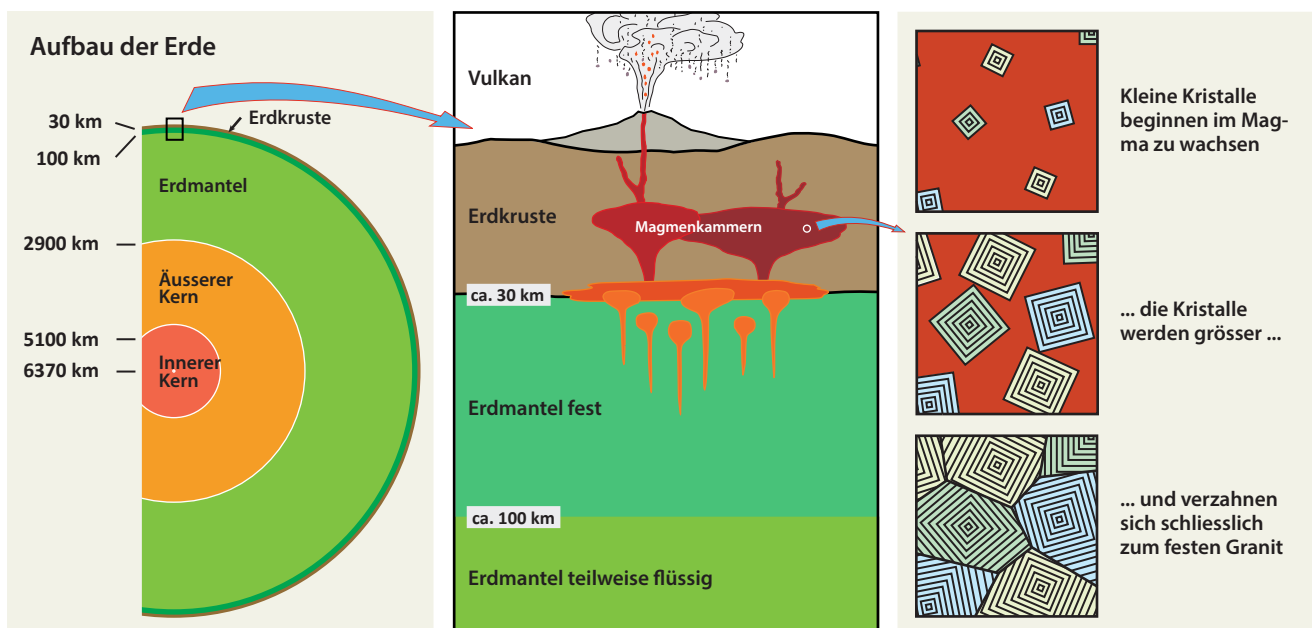 Aufbau der Erde
30 km
Erdkruste
100 km
Erdmantel
2900 km
Äusserer
Kern
5100 km
6370 km
Innerer
Kern
Vulkan
Erdkruste
Magmenkammern
ca. 30 km
Erdmantel fest
ca. 100 km
Erdmantel teilweise flüssig
Kleine Kristalle
beginnen im Mag-
ma zu wachsen
... die Kristalle
werden grösser ...
... und verzahnen
sich schliesslich
zum festen Granit